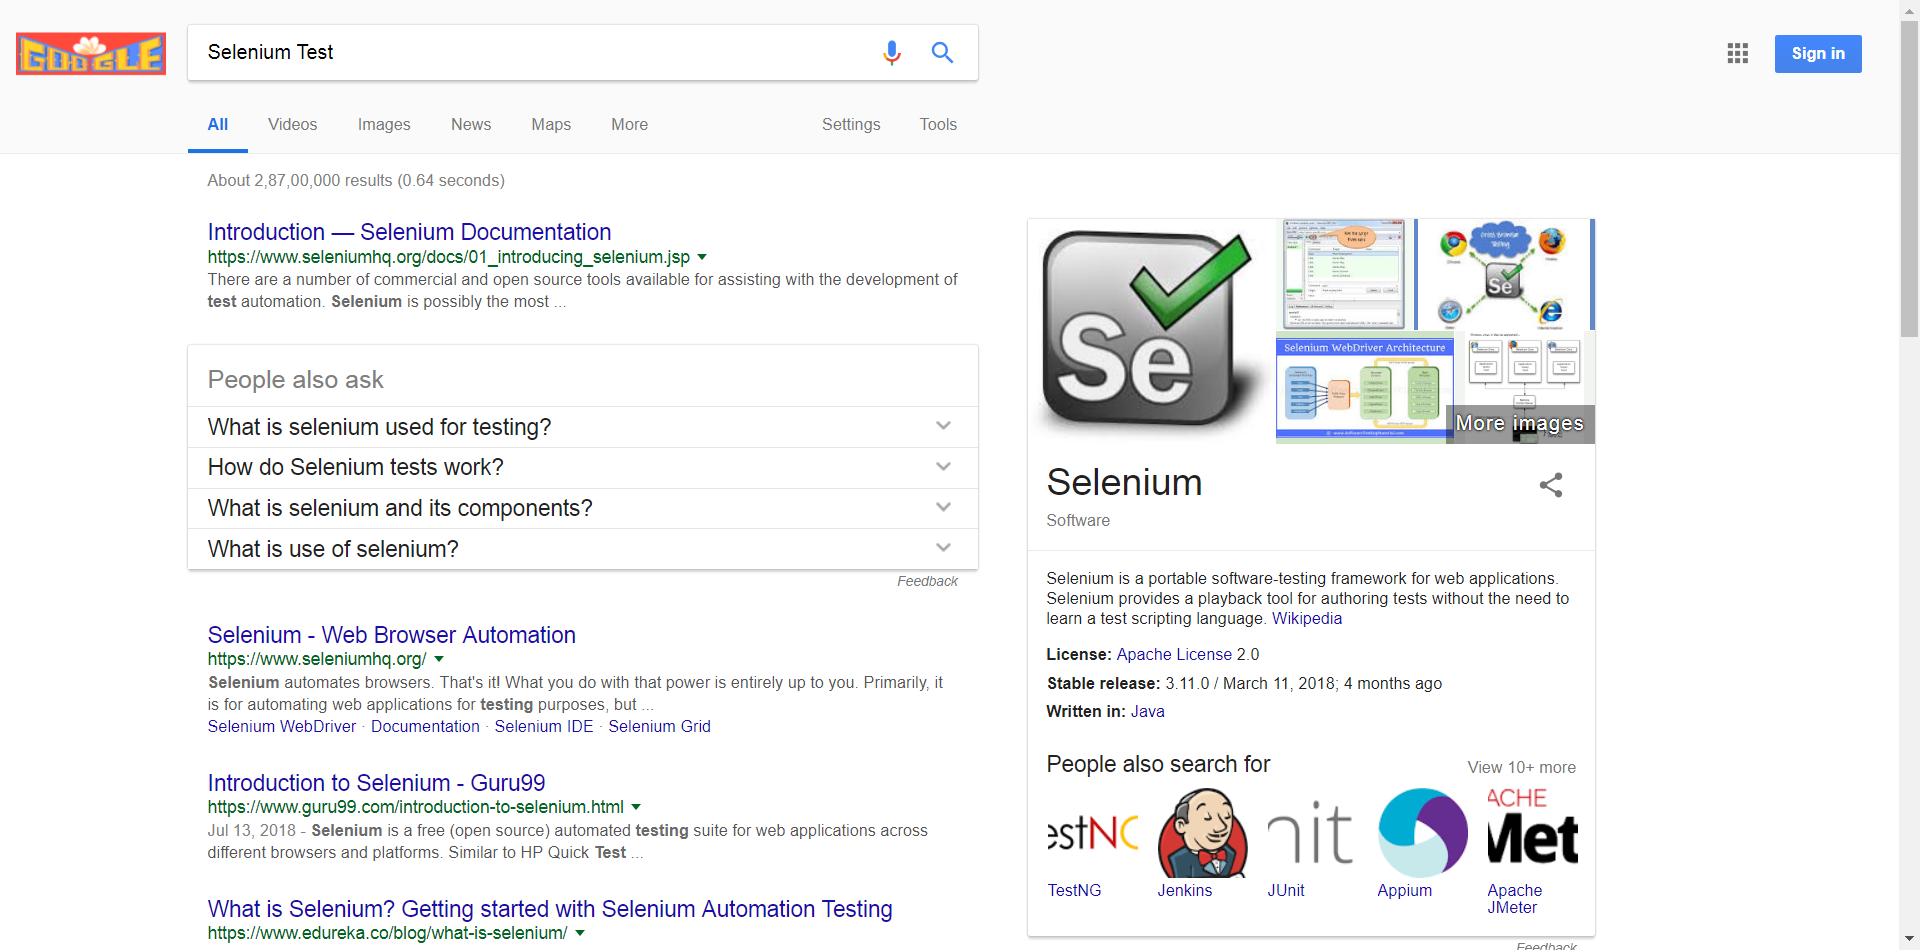 GOOGLE
Selenium Test
Sign in
All
Videos
Images
News
Maps
More
Settings
Tools
About 2,87,00,000 results (0.64 seconds)
Introduction — Selenium Documentation
https://www.seleniumhq.org/docs/01_introducing_selenium.jsp
There are a number of commercial and open source tools available for assisting with the development of
test automation. Selenium is possibly the most ...
People also ask
What is selenium used for testing?
How do Selenium tests work?
What is selenium and its components?
What is use of selenium?
Feedback
Selenium - Web Browser Automation
https://www.seleniumhq.org/
Selenium automates browsers. That's it! What you do with that power is entirely up to you. Primarily, it
is for automating web applications for testing purposes, but ...
Selenium WebDriver · Documentation · Selenium IDE · Selenium Grid
Introduction to Selenium - Guru99
https://www.guru99.com/introduction-to-selenium.html
Jul 13, 2018 - Selenium is a free (open source) automated testing suite for web applications across
different browsers and platforms. Similar to HP Quick Test ...
What is Selenium? Getting started with Selenium Automation Testing
https://www.edureka.co/blog/what-is-selenium/
Se
Cross Browser
Testing
Se
Selenium WebDriver Architecture
More images
Selenium
Software
Selenium is a portable software-testing framework for web applications.
Selenium provides a playback tool for authoring tests without the need to
learn a test scripting language. Wikipedia
License: Apache License 2.0
Stable release: 3.11.0 / March 11, 2018; 4 months ago
Written in: Java
People also search for
View 10+ more
estNG
nit
ACHE
Met
TestNG
Jenkins
JUnit
Appium
Apache
JMeter
Feedback